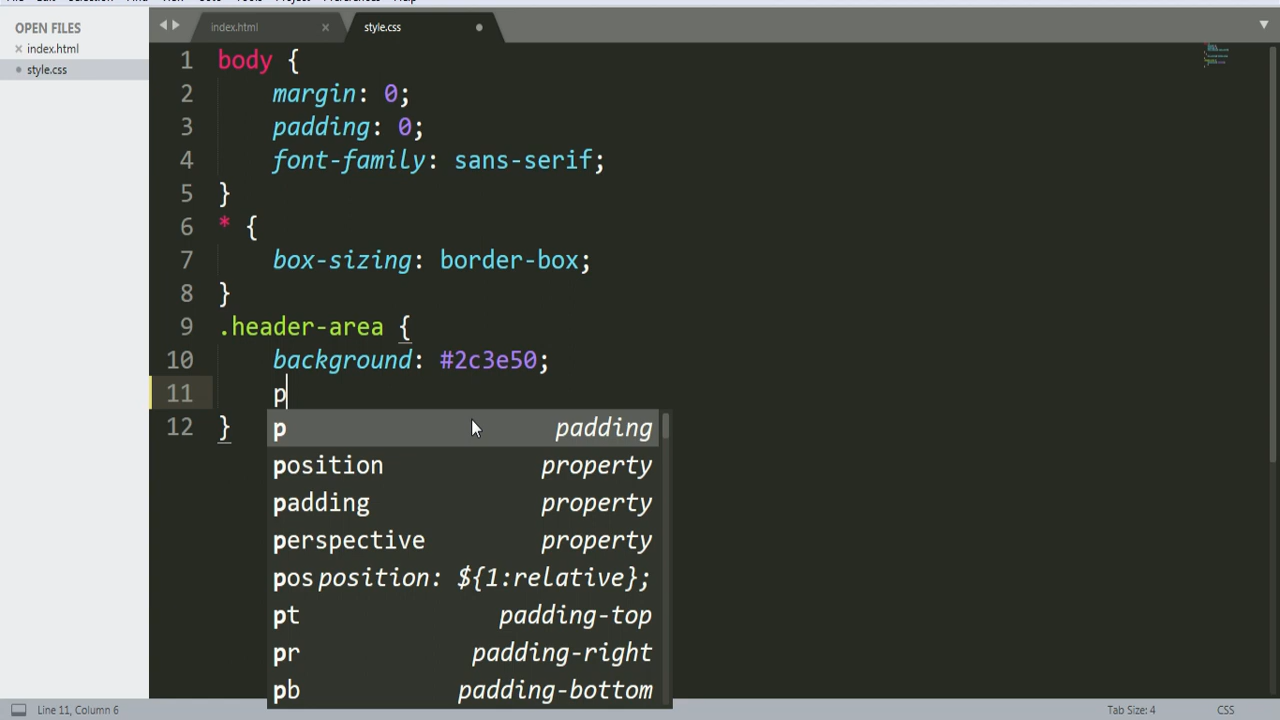 OPEN FILES
index.html
style.css
index.html
style.css
1 body {
2 margin: 0;
3 padding: 0;
4 font-family: sans-serif;
5 }
6 * {
7 box-sizing: border-box;
8 }
9 .header-area {
10 background: #2c3e50;
11 p
12 }
p padding
position property
padding property
perspective property
pos position: ${1:relative};
pt padding-top
pr padding-right
pb padding-bottom
Line 11, Column 6 Tab Size: 4 CSS